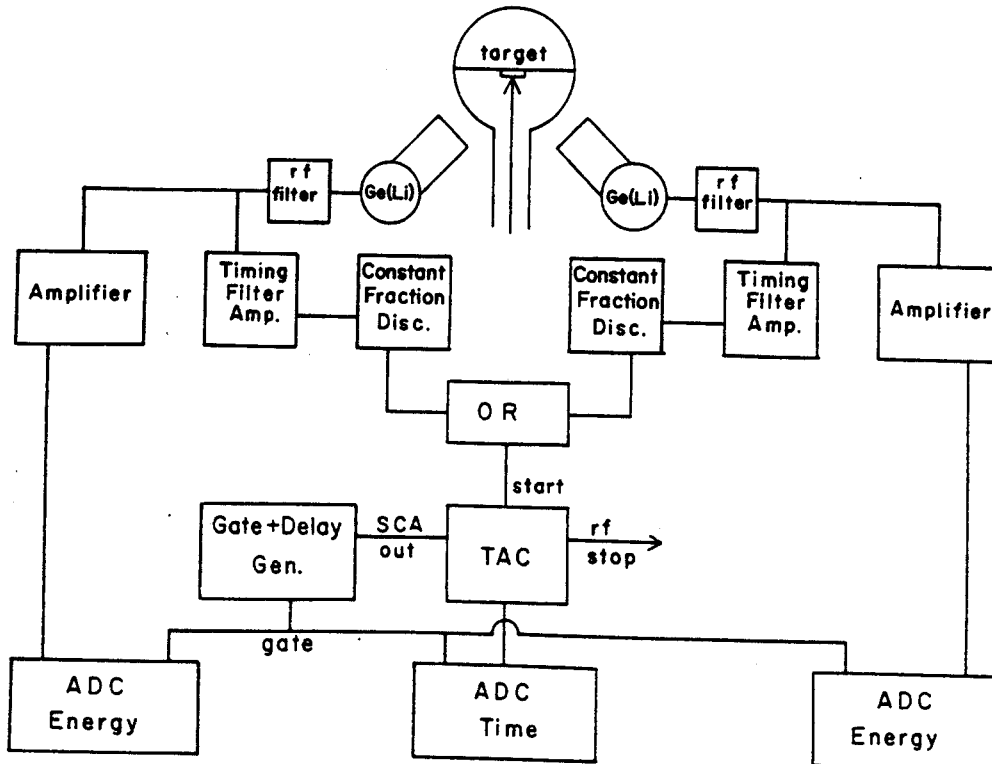 target
rf
filter
Ge(Li)
Ge(Li)
rf
filter
Amplifier
Timing
Filter
Amp.
Constant
Fraction
Disc.
Constant
Fraction
Disc.
Timing
Filter
Amp.
Amplifier
OR
start
Gate+Delay
Gen.
SCA
out
TAC
rf
stop
gate
ADC
Energy
ADC
Time
ADC
Energy